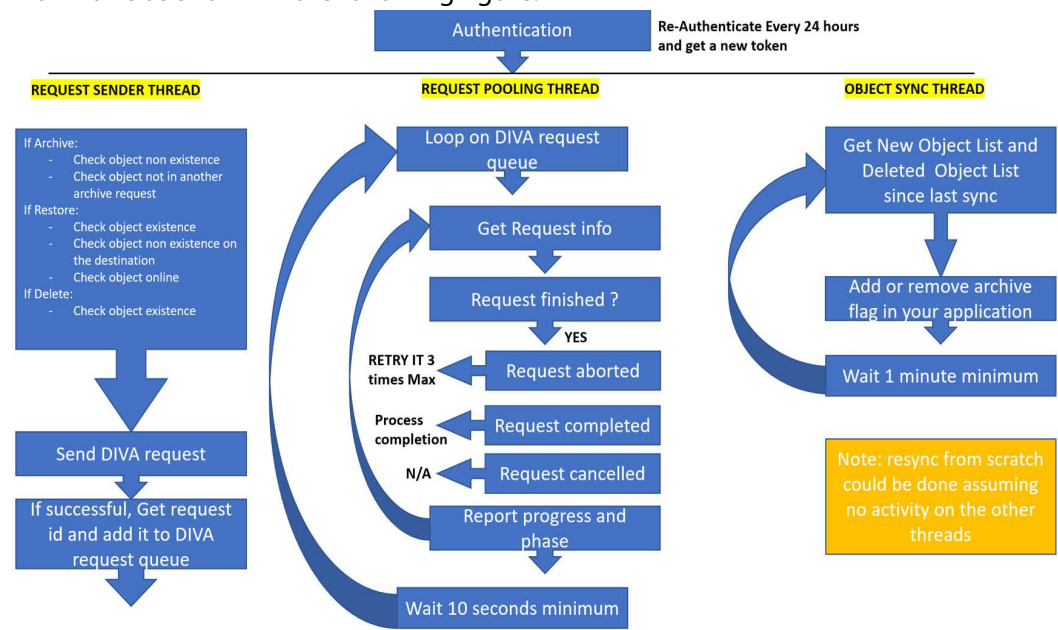 Authentication
Re-Authenticate Every 24 hours
and get a new token
REQUEST SENDER THREAD
If Archive:
- Check object non existence
- Check object not in another
archive request
If Restore:
- Check object existence
- Check object non existence on
the destination
- Check object online
If Delete:
- Check object existence
Send DIVA request
If successful, Get request
id and add it to DIVA
request queue
REQUEST POOLING THREAD
Loop on DIVA request
queue
Get Request info
Request finished ?
YES
RETRY IT 3
times Max
Request aborted
Process
completion
Request completed
N/A
Request cancelled
Report progress and
phase
Wait 10 seconds minimum
OBJECT SYNC THREAD
Get New Object List and
Deleted Object List
since last sync
Add or remove archive
flag in your application
Wait 1 minute minimum
Note: resync from scratch
could be done assuming
no activity on the other
threads